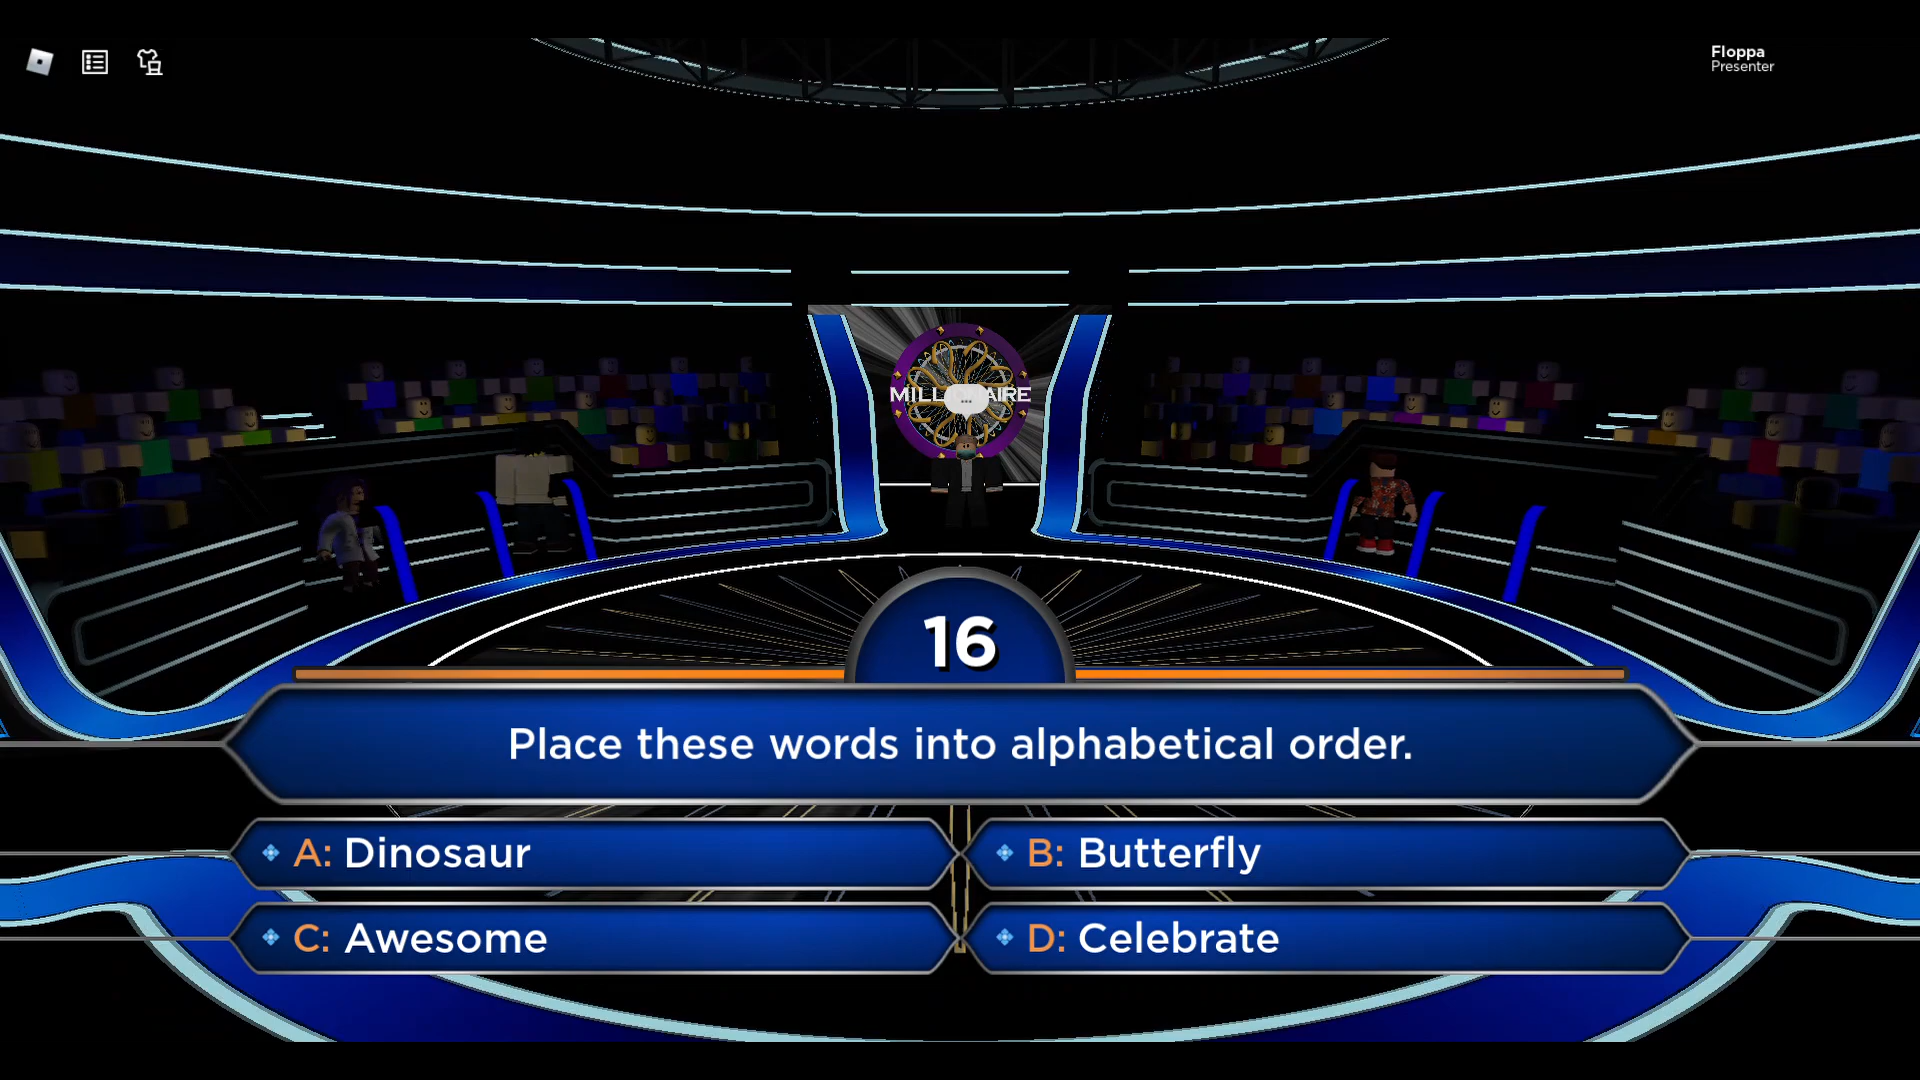 Floppa
Presenter
...
16
Place these words into alphabetical order.
A: Dinosaur
B: Butterfly
C: Awesome
D: Celebrate